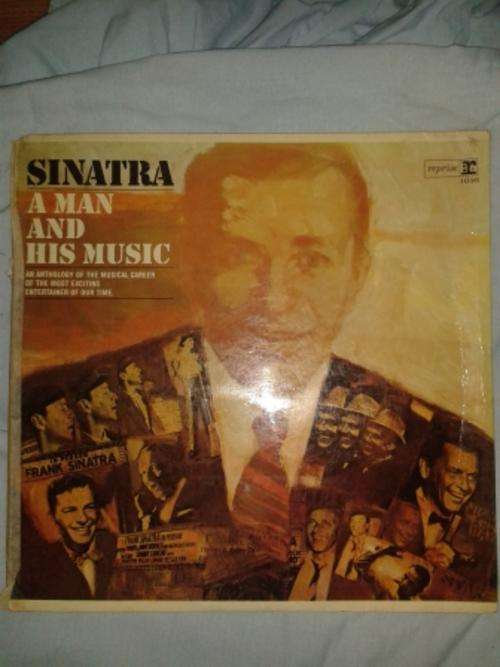 SINATRA
A MAN
AND
HIS MUSIC
AN ANTHOLOGY OF THE MUSICAL CAREER
OF THE MOST EXCITING
ENTERTAINER OF OUR TIME.
reprise
FRANK SINATRA